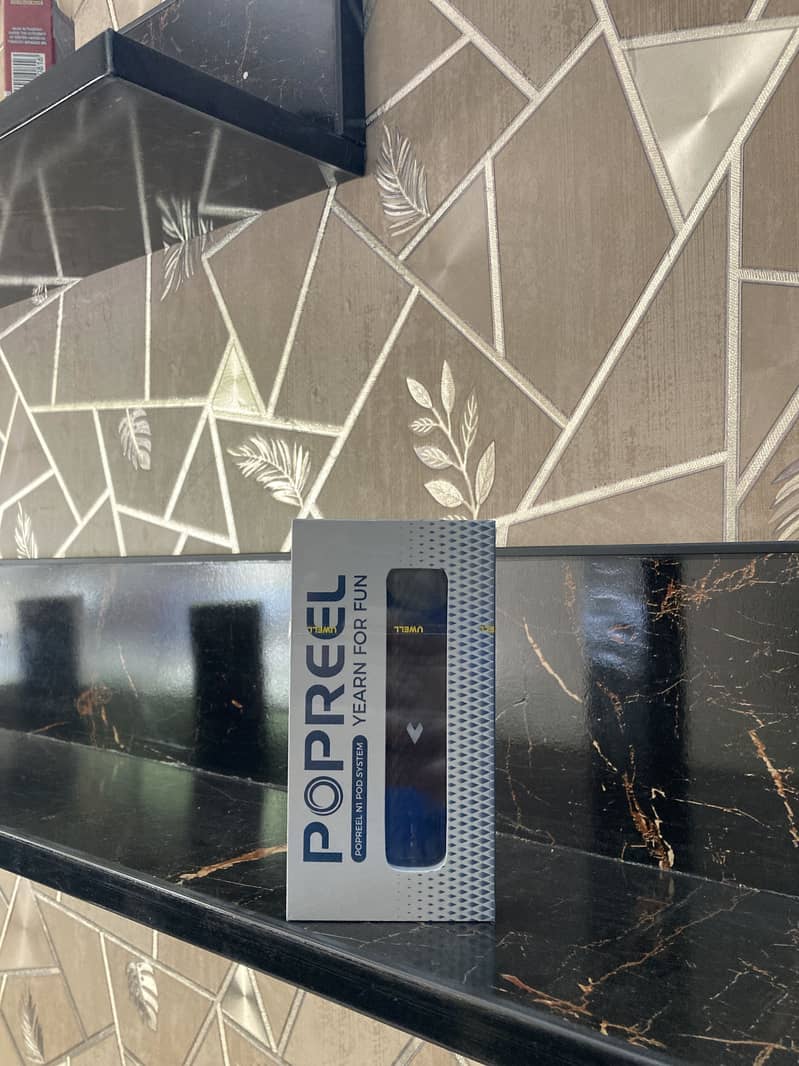 POPREEL
YEARN FOR FUN
POPREEL N1 POD SYSTEM
UWELL
UWELL